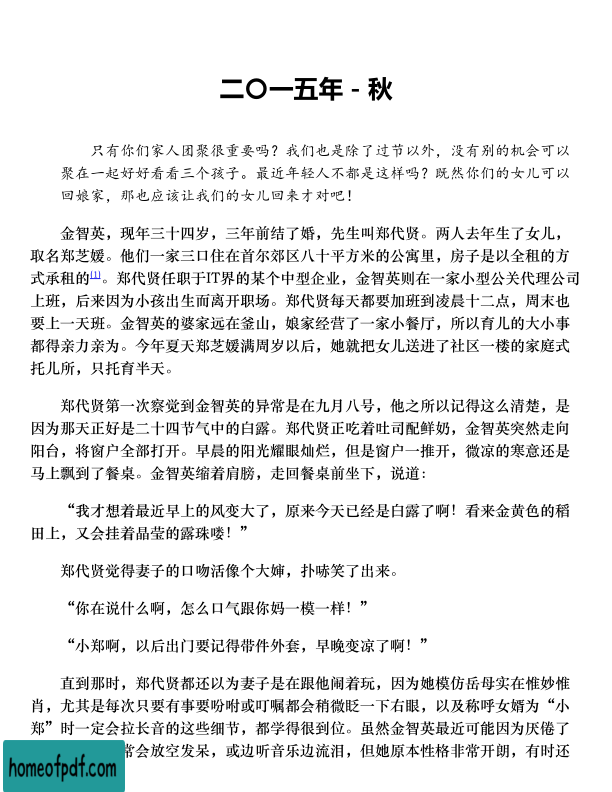 二〇一五年 - 秋
只有你们家人团聚很重要吗？我们也是除了过节以外，没有别的机会可以
聚在一起好好看看三个孩子。最近年轻人不都是这样吗？既然你们的女儿可以
回娘家，那也应该让我们的女儿回来才对吧！
金智英，现年三十四岁，三年前结了婚，先生叫郑代贤。两人去年生了女儿，
取名郑芝媛。他们一家三口住在首尔郊区八十平方米的公寓里，房子是以全租的方
式承租的[1]。郑代贤任职于IT界的某个中型企业，金智英则在一家小型公关代理公司
上班，后来因为小孩出生而离开职场。郑代贤每天都要加班到凌晨十二点，周末也
要上一天班。金智英的婆家远在釜山，娘家经营了一家小餐厅，所以育儿的大小事
都得亲力亲为。今年夏天郑芝媛满周岁以后，她就把女儿送进了社区一楼的家庭式
托儿所，只托育半天。
郑代贤第一次察觉到金智英的异常是在九月八号，他之所以记得这么清楚，是
因为那天正好是二十四节气中的白露。郑代贤正吃着吐司配鲜奶，金智英突然走向
阳台，将窗户全部打开。早晨的阳光耀眼灿烂，但是窗户一推开，微凉的寒意还是
马上飘到了餐桌。金智英缩着肩膀，走回餐桌前坐下，说道：
“我才想着最近早上的风变大了，原来今天已经是白露了啊！看来金黄色的稻
田上，又会挂着晶莹的露珠喽！”
郑代贤觉得妻子的口吻活像个大婶，扑哧笑了出来。
“你在说什么啊，怎么口气跟你妈一模一样！”
“小郑啊，以后出门要记得带件外套，早晚变凉了啊！”
直到那时，郑代贤都还以为妻子是在跟他闹着玩，因为她模仿岳母实在惟妙惟
肖，尤其是每次只要有事要吩咐或叮嘱都会稍微眨一下右眼，以及称呼女婿为“小
郑”时一定会拉长音的这些细节，都学得很到位。虽然金智英最近可能因为厌倦了
常会放空发呆，或边听音乐边流泪，但她原本性格非常开朗，有时还
homeofpdf.com